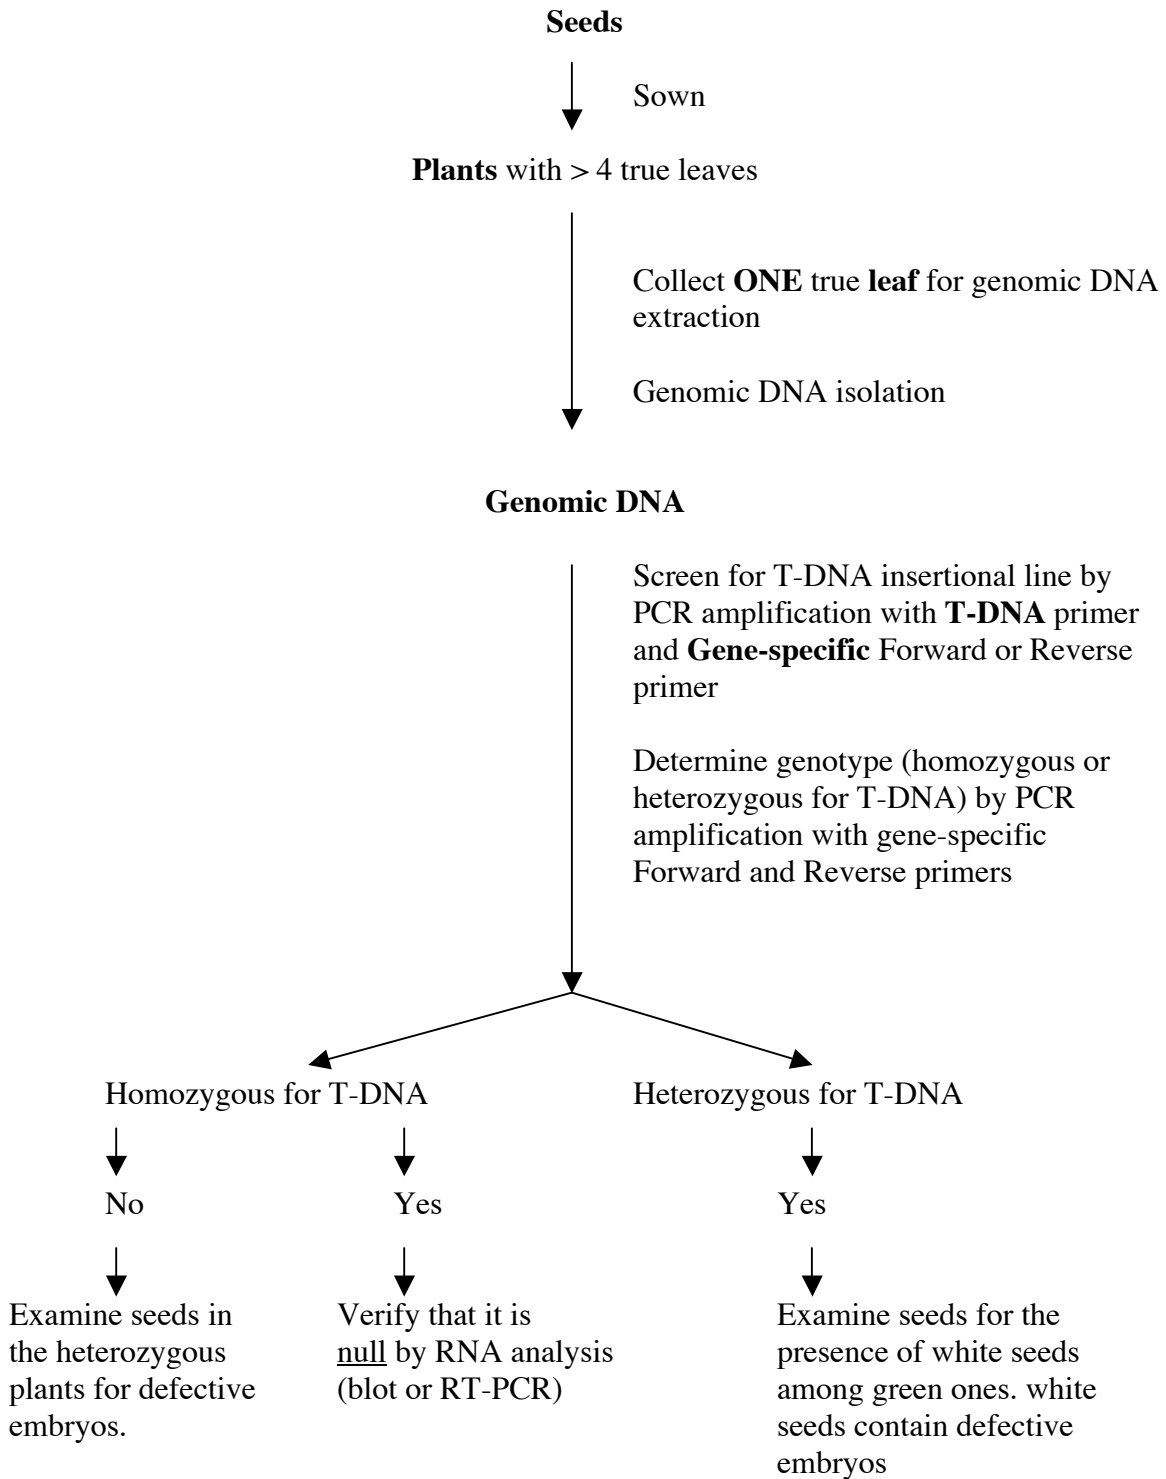 Seeds
Sown
Plants with > 4 true leaves
Collect ONE true leaf for genomic DNA
extraction
Genomic DNA isolation
Genomic DNA
Screen for T-DNA insertional line by
PCR amplification with T-DNA primer
and Gene-specific Forward or Reverse
primer
Determine genotype (homozygous or
heterozygous for T-DNA) by PCR
amplification with gene-specific
Forward and Reverse primers
Homozygous for T-DNA
Heterozygous for T-DNA
No
Yes
Yes
Examine seeds in
the heterozygous
plants for defective
embryos.
Verify that it is
null by RNA analysis
(blot or RT-PCR)
Examine seeds for the
presence of white seeds
among green ones. white
seeds contain defective
embryos